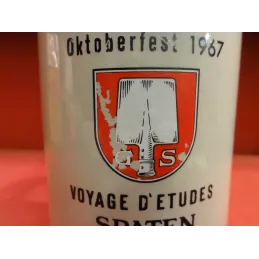 Oktoberfest 1967
G S
VOYAGE D'ETUDES
SPATEN